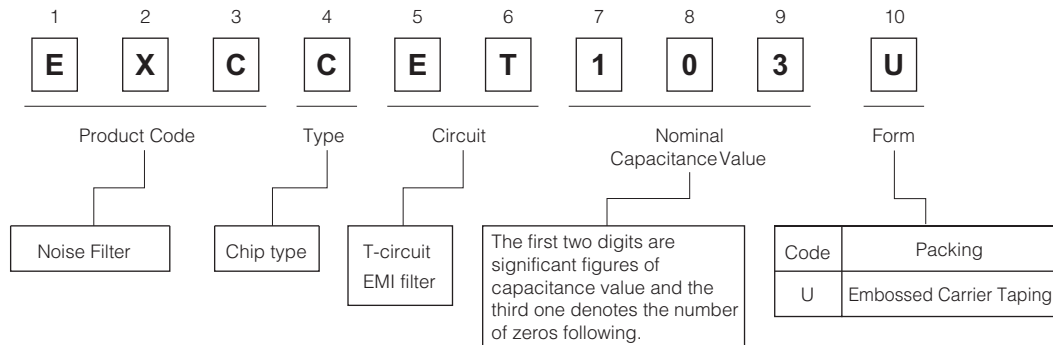 1 2 3 4 5 6 7 8 9 10
E X C C E T 1 0 3 U
Product Code Type Circuit Nominal Capacitance Value Form
Noise Filter
Chip type
T-circuit
EMI filter
The first two digits are
significant figures of
capacitance value and the
third one denotes the number
of zeros following.
Code Packing
U Embossed Carrier Taping